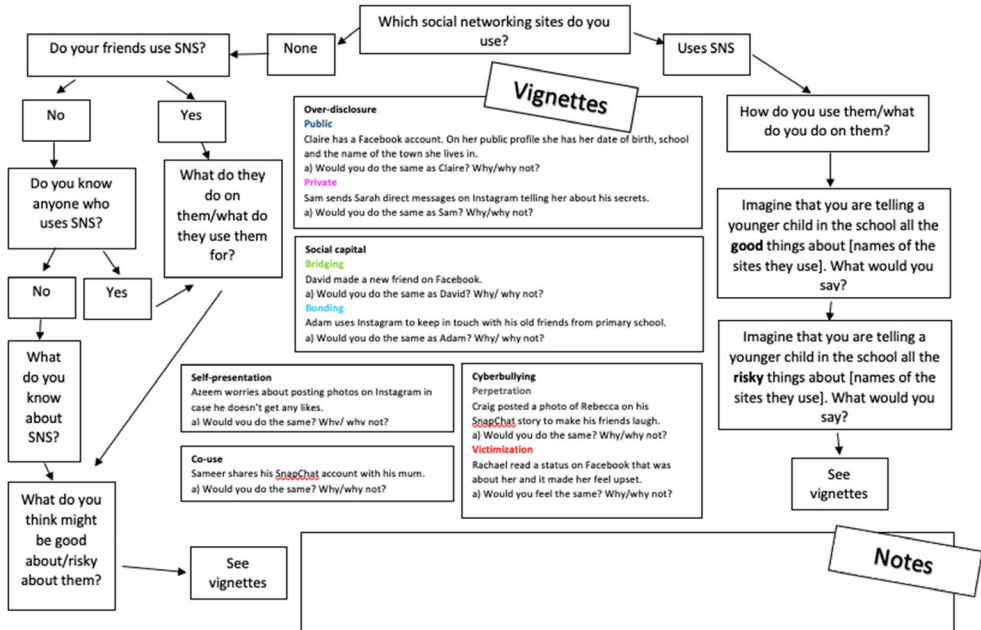 Which social networking sites do you
use?
Do your friends use SNS?
None
Uses SNS
No
Yes
Do you know
anyone who
uses SNS?
What do they
do on
them/what do
they use them
for?
No
Yes
What
do you
know
about
SNS?
What do you
think might
be good
about/risky
about them?
See
vignettes
Vignettes
Over-disclosure
Public
Claire has a Facebook account. On her public profile she has her date of birth, school
and the name of the town she lives in.
a) Would you do the same as Claire? Why/why not?
Private
Sam sends Sarah direct messages on Instagram telling her about his secrets.
a) Would you do the same as Sam? Why/why not?
Social capital
Bridging
David made a new friend on Facebook.
a) Would you do the same as David? Why/ why not?
Bonding
Adam uses Instagram to keep in touch with his old friends from primary school.
a) Would you do the same as Adam? Why/ why not?
Self-presentation
Azeem worries about posting photos on Instagram in
case he doesn't get any likes.
a) Would you do the same? Why/ why not?
Co-use
Sameer shares his SnapChat account with his mum.
a) Would you do the same? Why/why not?
Cyberbullying
Perpetration
Craig posted a photo of Rebecca on his
SnapChat story to make his friends laugh.
a) Would you do the same? Why/why not?
Victimization
Rachael read a status on Facebook that was
about her and it made her feel upset.
a) Would you feel the same? Why/why not?
How do you use them/what
do you do on them?
Imagine that you are telling a
younger child in the school all the
good things about [names of the
sites they use]. What would you
say?
Imagine that you are telling a
younger child in the school all the
risky things about [names of the
sites they use]. What would you
say?
See
vignettes
Notes